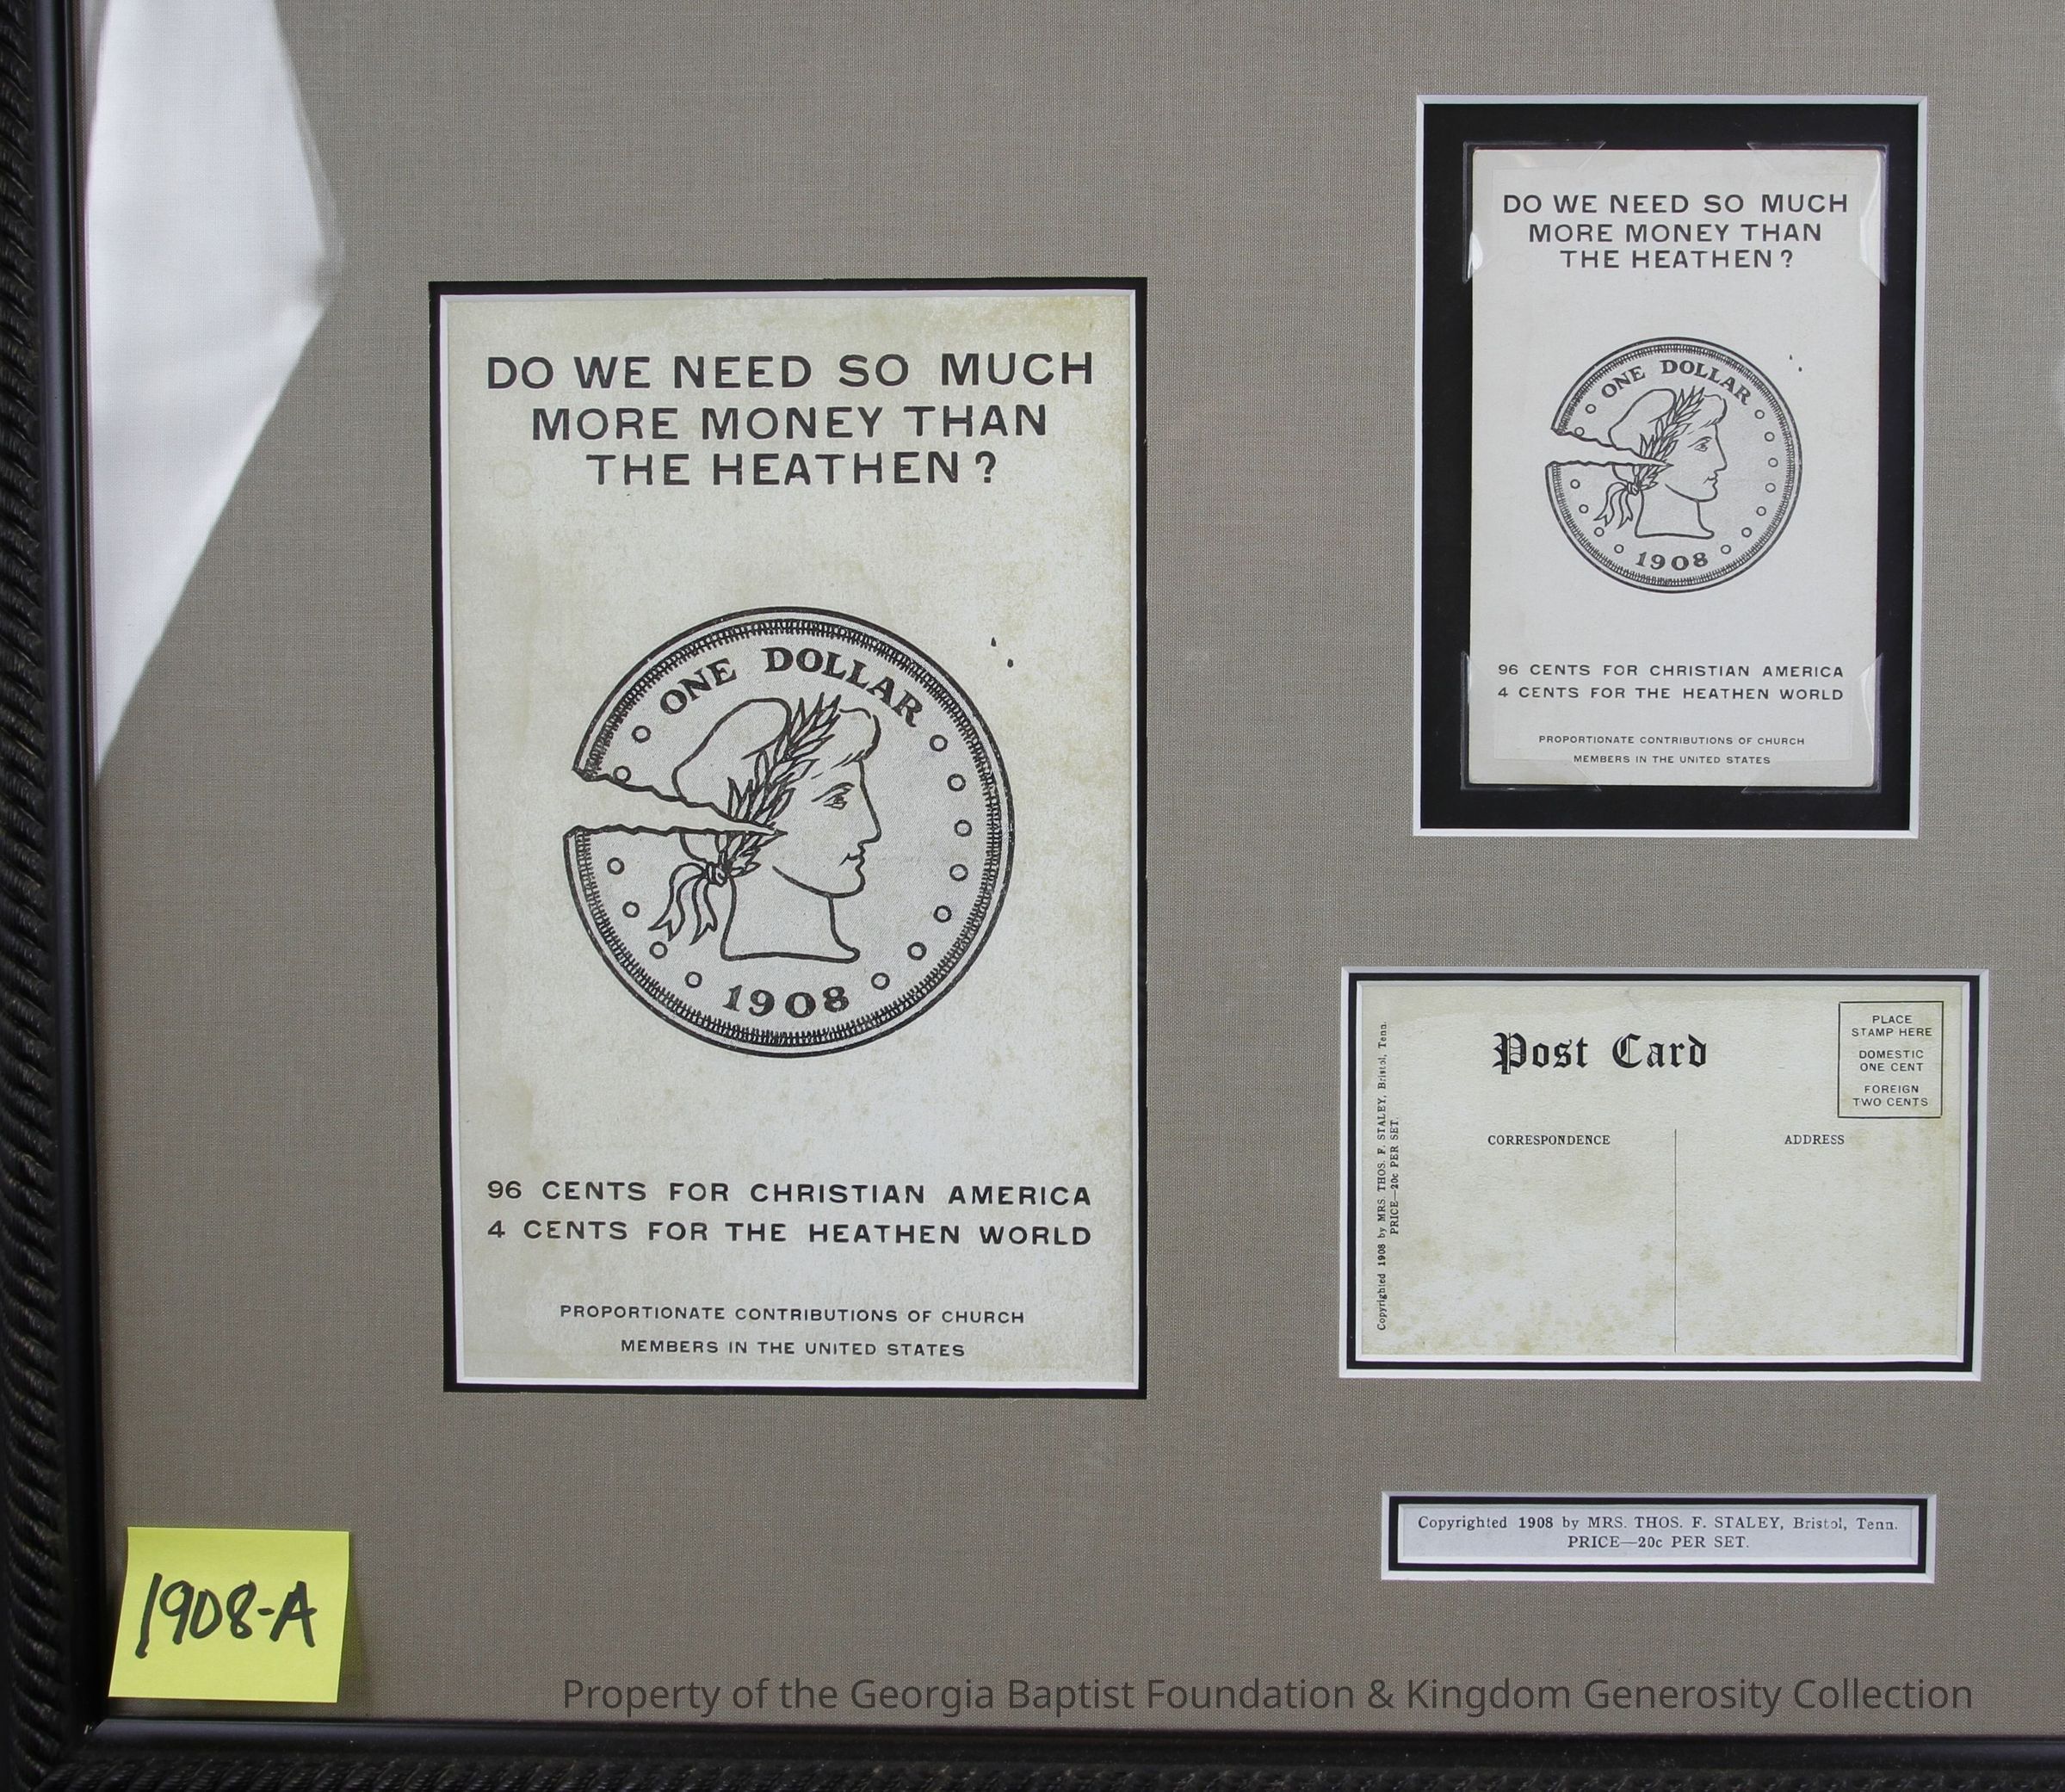 DO WE NEED SO MUCH
MORE MONEY THAN
THE HEATHEN?
ONE DOLLAR
1908
96 CENTS FOR CHRISTIAN AMERICA
4 CENTS FOR THE HEATHEN WORLD
PROPORTIONATE CONTRIBUTIONS OF CHURCH
MEMBERS IN THE UNITED STATES
DO WE NEED SO MUCH
MORE MONEY THAN
THE HEATHEN?
ONE DOLLAR
1908
96 CENTS FOR CHRISTIAN AMERICA
4 CENTS FOR THE HEATHEN WORLD
PROPORTIONATE CONTRIBUTIONS OF CHURCH
MEMBERS IN THE UNITED STATES
Copyrighted 1908 by MRS. THOS. F. STALEY, Bristol, Tenn.
PRICE—20c PER SET.
Post Card
PLACE
STAMP HERE
DOMESTIC
ONE CENT
FOREIGN
TWO CENTS
CORRESPONDENCE
ADDRESS
Copyrighted 1908 by MRS. THOS. F. STALEY, Bristol, Tenn.
PRICE—20c PER SET.
1908-A
Property of the Georgia Baptist Foundation & Kingdom Generosity Collection